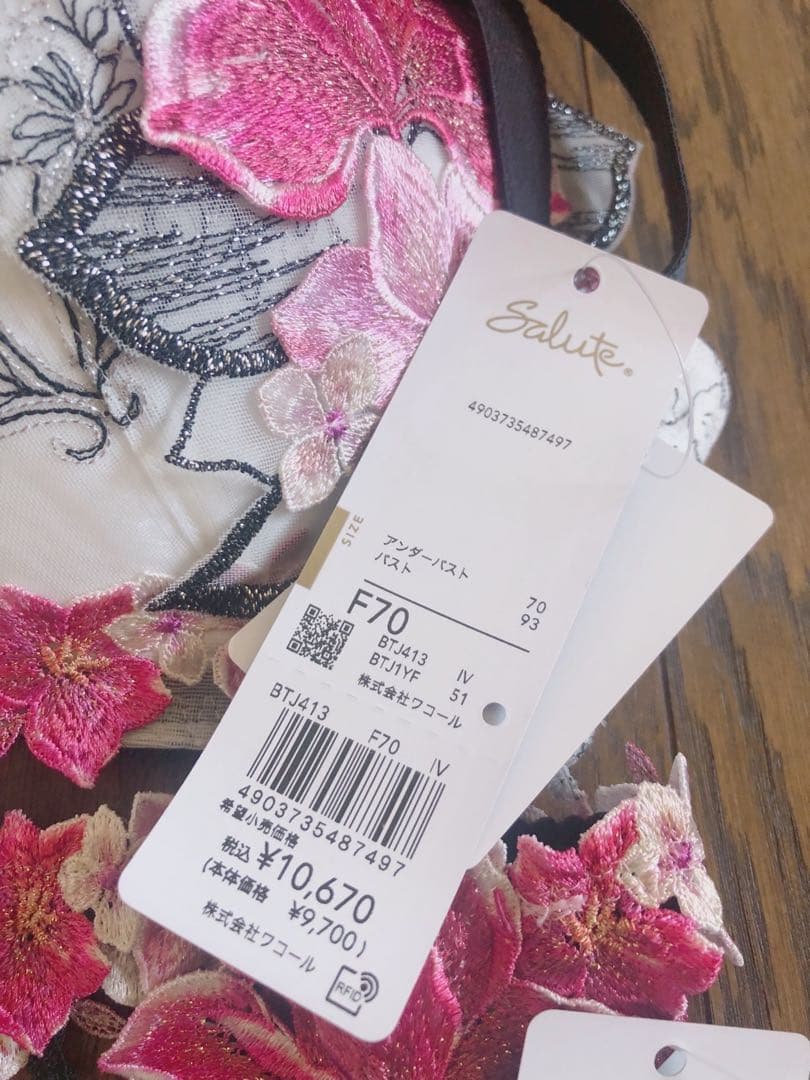 Salute®
4903735487497
SIZE
アンダーバスト 70
バスト 93
F70
BTJ413 IV
BTJ1YF 51
株式会社ワコール
BTJ413 F70 IV
4903735487497
希望小売価格
税込 ¥10,670
(本体価格 ¥9,700)
株式会社ワコール
RFID